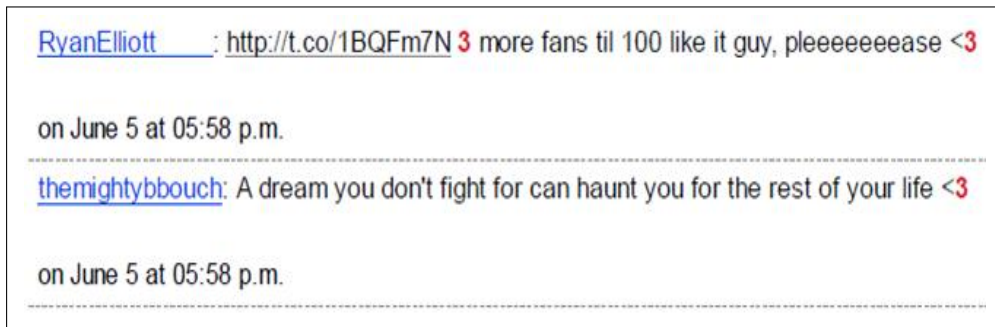 RyanElliott____: http://t.co/1BQFm7N 3 more fans til 100 like it guy, pleeeeeeease <3
on June 5 at 05:58 p.m.
themightybbouch: A dream you don't fight for can haunt you for the rest of your life <3
on June 5 at 05:58 p.m.